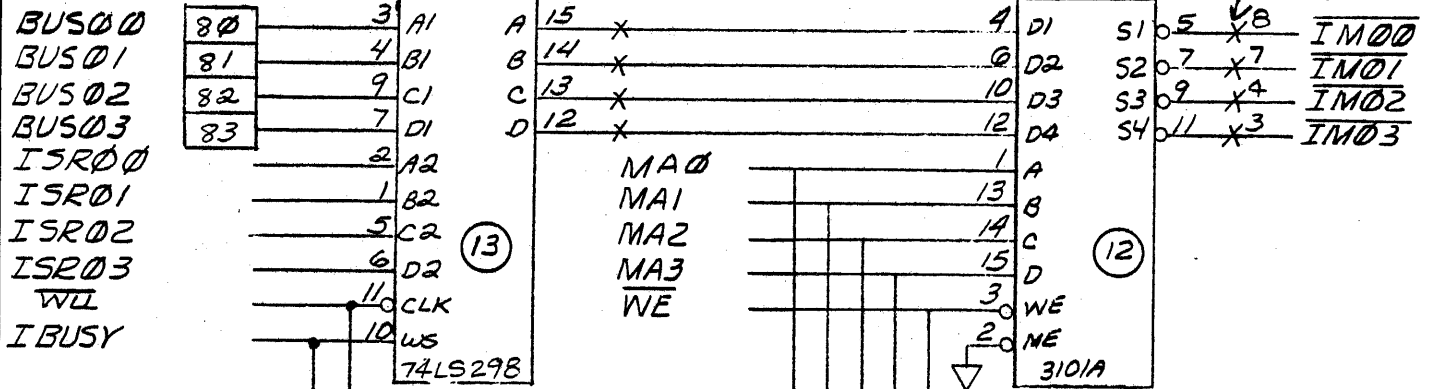 BUSØØ 8Ø 3 A1 A 15 4 D1 S1 5 8 IMØØ
BUSØ1 81 4 B1 B 14 6 D2 S2 7 7 IMØ1
BUSØ2 82 9 C1 C 13 10 D3 S3 9 4 IMØ2
BUSØ3 83 7 D1 D 12 12 D4 S4 11 3 IMØ3
ISRØØ 2 A2 MAØ 1 A
ISRØ1 1 B2 MA1 13 B
ISRØ2 5 C2 13 MA2 14 C 12
ISRØ3 6 D2 MA3 15 D
11 CLK WE 3 WE
IBUSY 10 WS 2 ME
74LS298 3101A